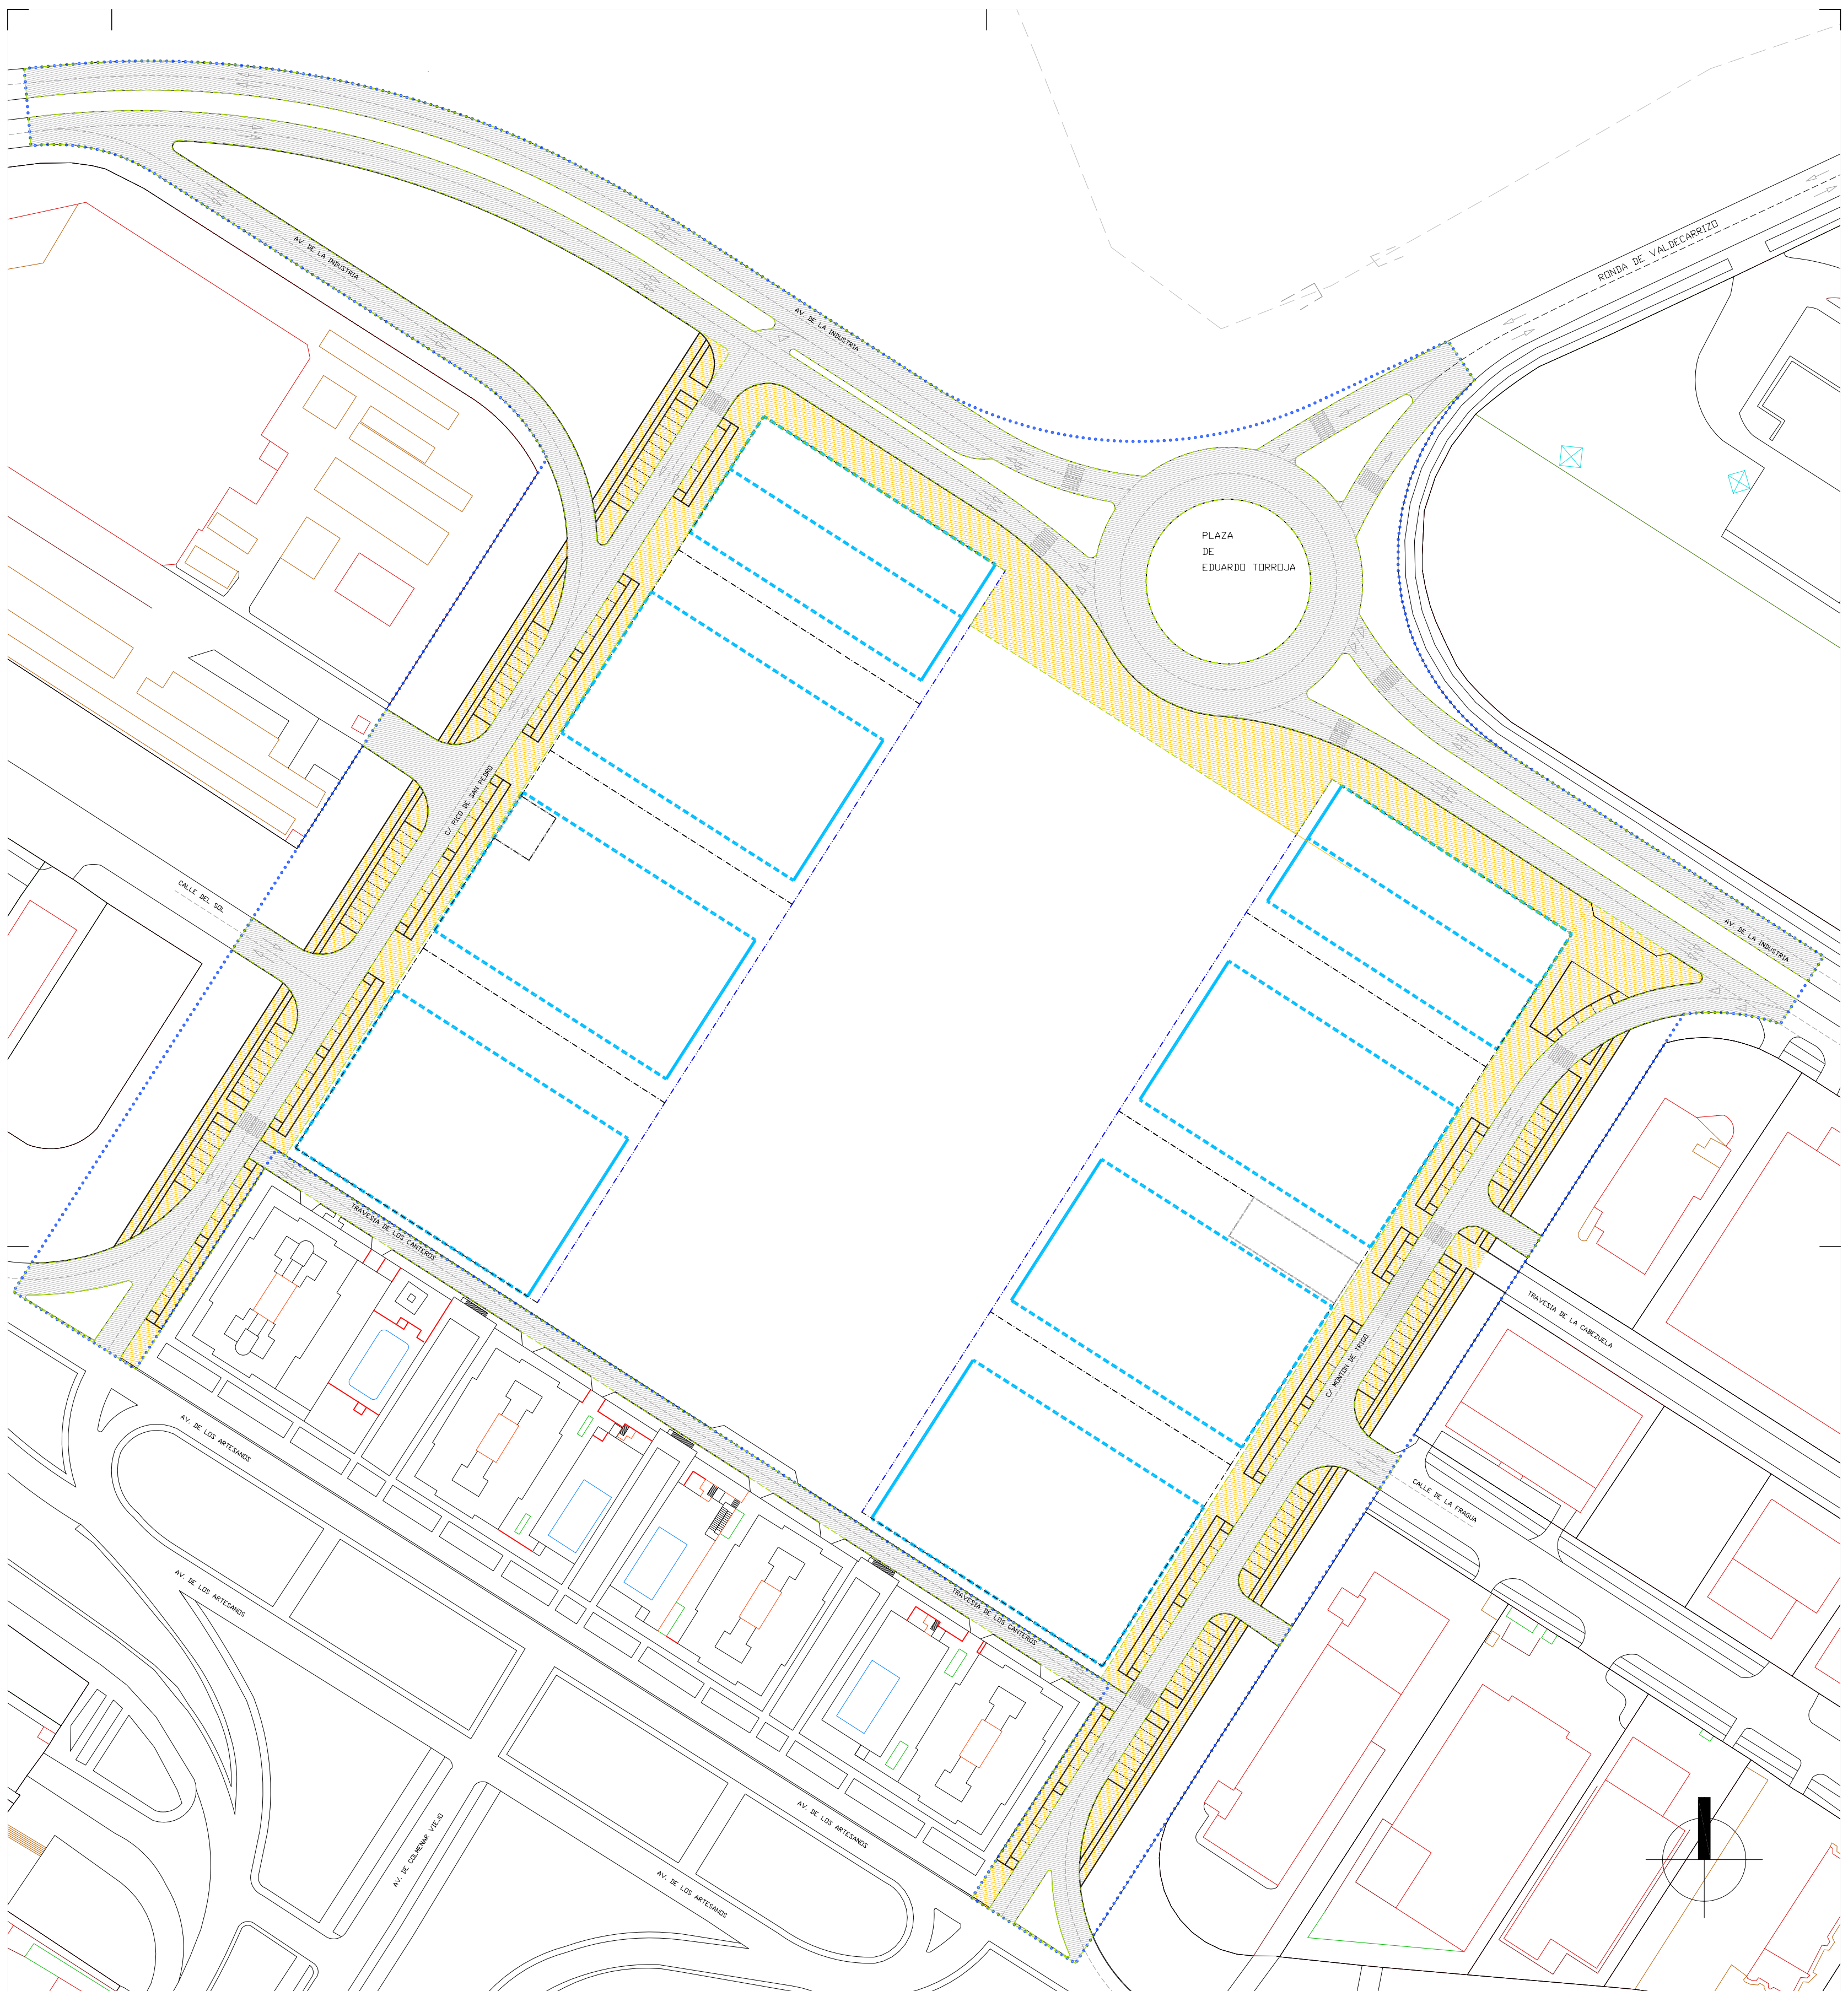 RONDA DE VALDECARRIZO
AV. DE LA INDUSTRIA
AV. DE LA INDUSTRIA
PLAZA
DE
EDUARDO TORROJA
C/ PICO DE SAN PEDRO
CALLE DEL SOL
AV. DE LA INDUSTRIA
TRAVESIA DE LOS CANTEROS
TRAVESIA DE LA CABEZUELA
C/ MONTON DE TRIGO
AV. DE LOS ARTESANOS
CALLE DE LA FRAGUA
AV. DE LOS ARTESANOS
TRAVESIA DE LOS CANTEROS
AV. DE LOS ARTESANOS
AV. DE COLMENAR VIEJO
AV. DE LOS ARTESANOS